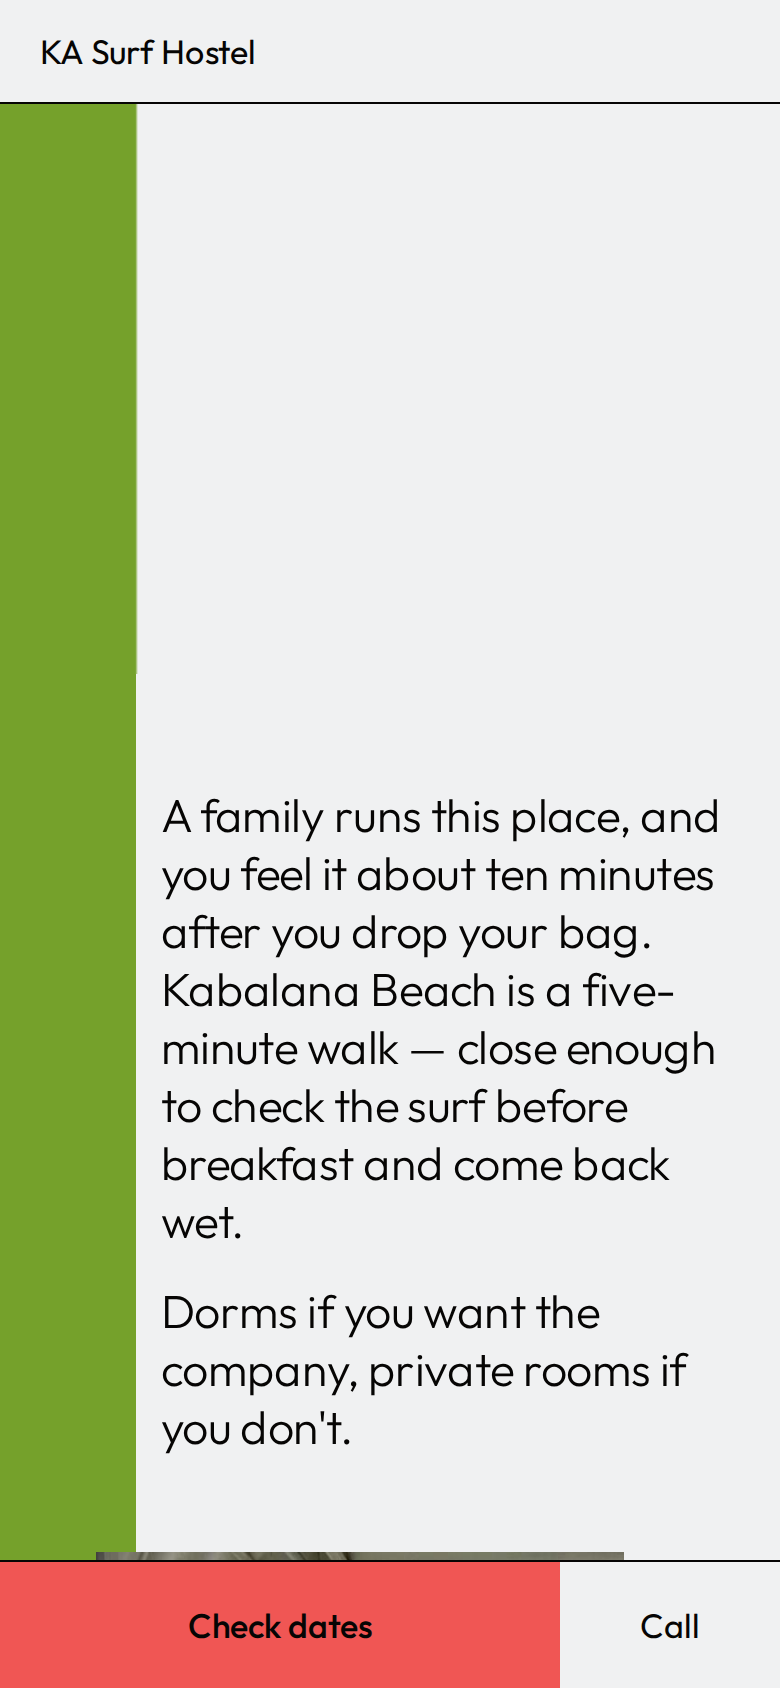 KA Surf Hostel
A family runs this place, and
you feel it about ten minutes
after you drop your bag.
Kabalana Beach is a five-
minute walk — close enough
to check the surf before
breakfast and come back
wet.
Dorms if you want the
company, private rooms if
you don't.
Check dates
Call